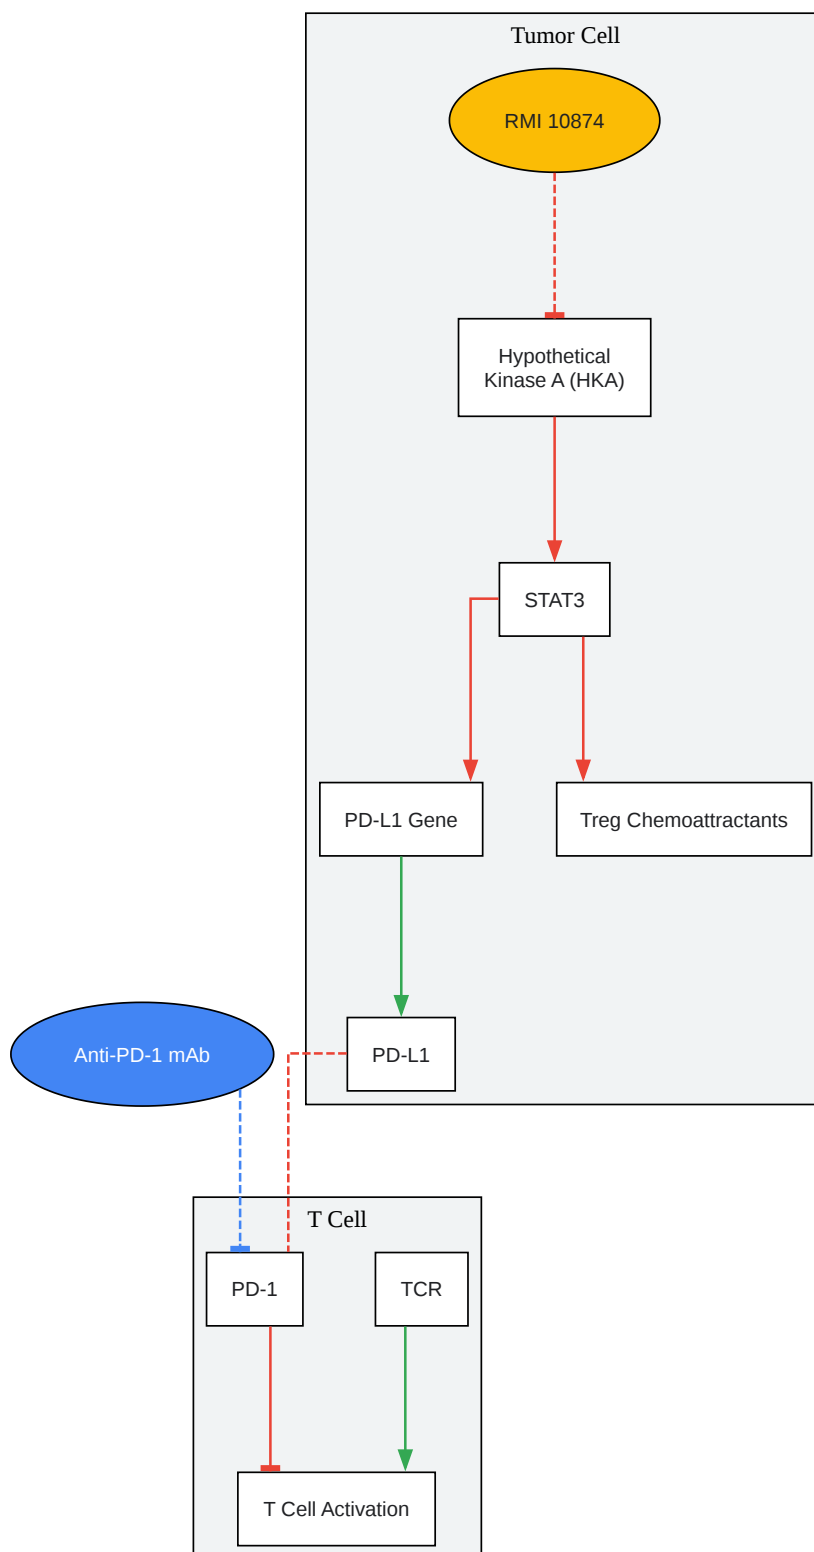 Tumor Cell
RMI 10874
Hypothetical
Kinase A (HKA)
STAT3
PD-L1 Gene
Treg Chemoattractants
Anti-PD-1 mAb
PD-L1
T Cell
PD-1
TCR
T Cell Activation